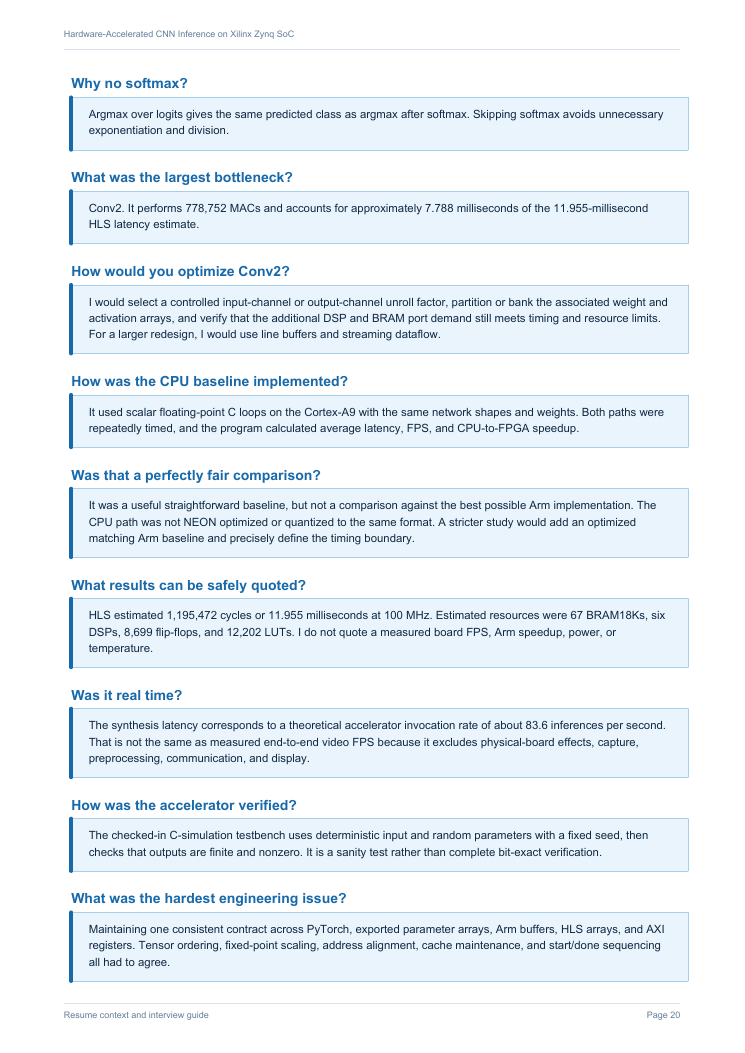 Hardware-Accelerated CNN Inference on Xilinx Zynq SoC
Why no softmax?
Argmax over logits gives the same predicted class as argmax after softmax. Skipping softmax avoids unnecessary
exponentiation and division.
What was the largest bottleneck?
Conv2. It performs 778,752 MACs and accounts for approximately 7.788 milliseconds of the 11.955-millisecond
HLS latency estimate.
How would you optimize Conv2?
I would select a controlled input-channel or output-channel unroll factor, partition or bank the associated weight and
activation arrays, and verify that the additional DSP and BRAM port demand still meets timing and resource limits.
For a larger redesign, I would use line buffers and streaming dataflow.
How was the CPU baseline implemented?
It used scalar floating-point C loops on the Cortex-A9 with the same network shapes and weights. Both paths were
repeatedly timed, and the program calculated average latency, FPS, and CPU-to-FPGA speedup.
Was that a perfectly fair comparison?
It was a useful straightforward baseline, but not a comparison against the best possible Arm implementation. The
CPU path was not NEON optimized or quantized to the same format. A stricter study would add an optimized
matching Arm baseline and precisely define the timing boundary.
What results can be safely quoted?
HLS estimated 1,195,472 cycles or 11.955 milliseconds at 100 MHz. Estimated resources were 67 BRAM18Ks, six
DSPs, 8,699 flip-flops, and 12,202 LUTs. I do not quote a measured board FPS, Arm speedup, power, or
temperature.
Was it real time?
The synthesis latency corresponds to a theoretical accelerator invocation rate of about 83.6 inferences per second.
That is not the same as measured end-to-end video FPS because it excludes physical-board effects, capture,
preprocessing, communication, and display.
How was the accelerator verified?
The checked-in C-simulation testbench uses deterministic input and random parameters with a fixed seed, then
checks that outputs are finite and nonzero. It is a sanity test rather than complete bit-exact verification.
What was the hardest engineering issue?
Maintaining one consistent contract across PyTorch, exported parameter arrays, Arm buffers, HLS arrays, and AXI
registers. Tensor ordering, fixed-point scaling, address alignment, cache maintenance, and start/done sequencing
all had to agree.
Resume context and interview guide
Page 20